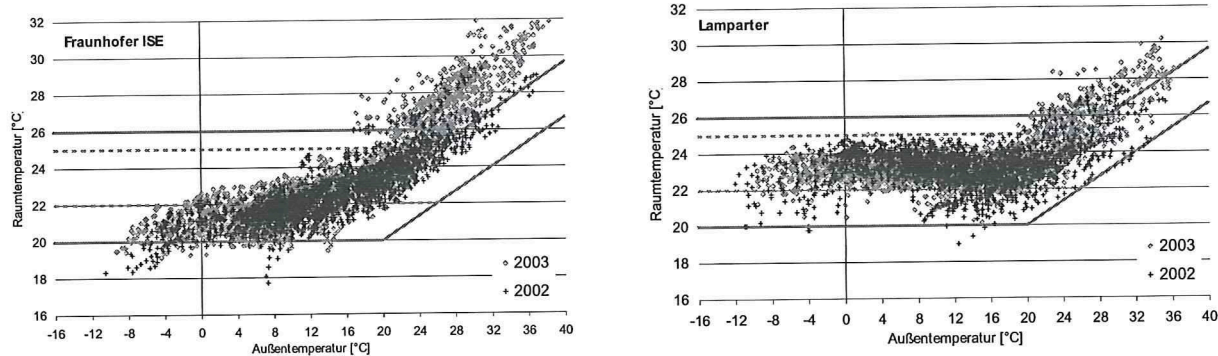 Fraunhofer ISE
Raumtemperatur [°C]
32
30
28
26
24
22
20
18
16
-16 -12 -8 -4 0 4 8 12 16 20 24 28 32 36 40
Außentemperatur [°C]
◇ 2003
+ 2002
Lamparter
Raumtemperatur [°C]
32
30
28
26
24
22
20
18
16
-16 -12 -8 -4 0 4 8 12 16 20 24 28 32 36 40
Außentemperatur [°C]
◇ 2003
+ 2002